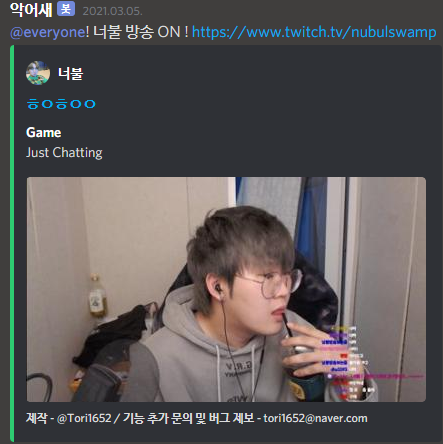 악어새 봇 2021.03.05.
@everyone! 너불 방송 ON ! https://www.twitch.tv/nubulswamp
너불
ㅎㅇㅎㅇㅇ
Game
Just Chatting
제작 - @Tori1652 / 기능 추가 문의 및 버그 제보 - tori1652@naver.com